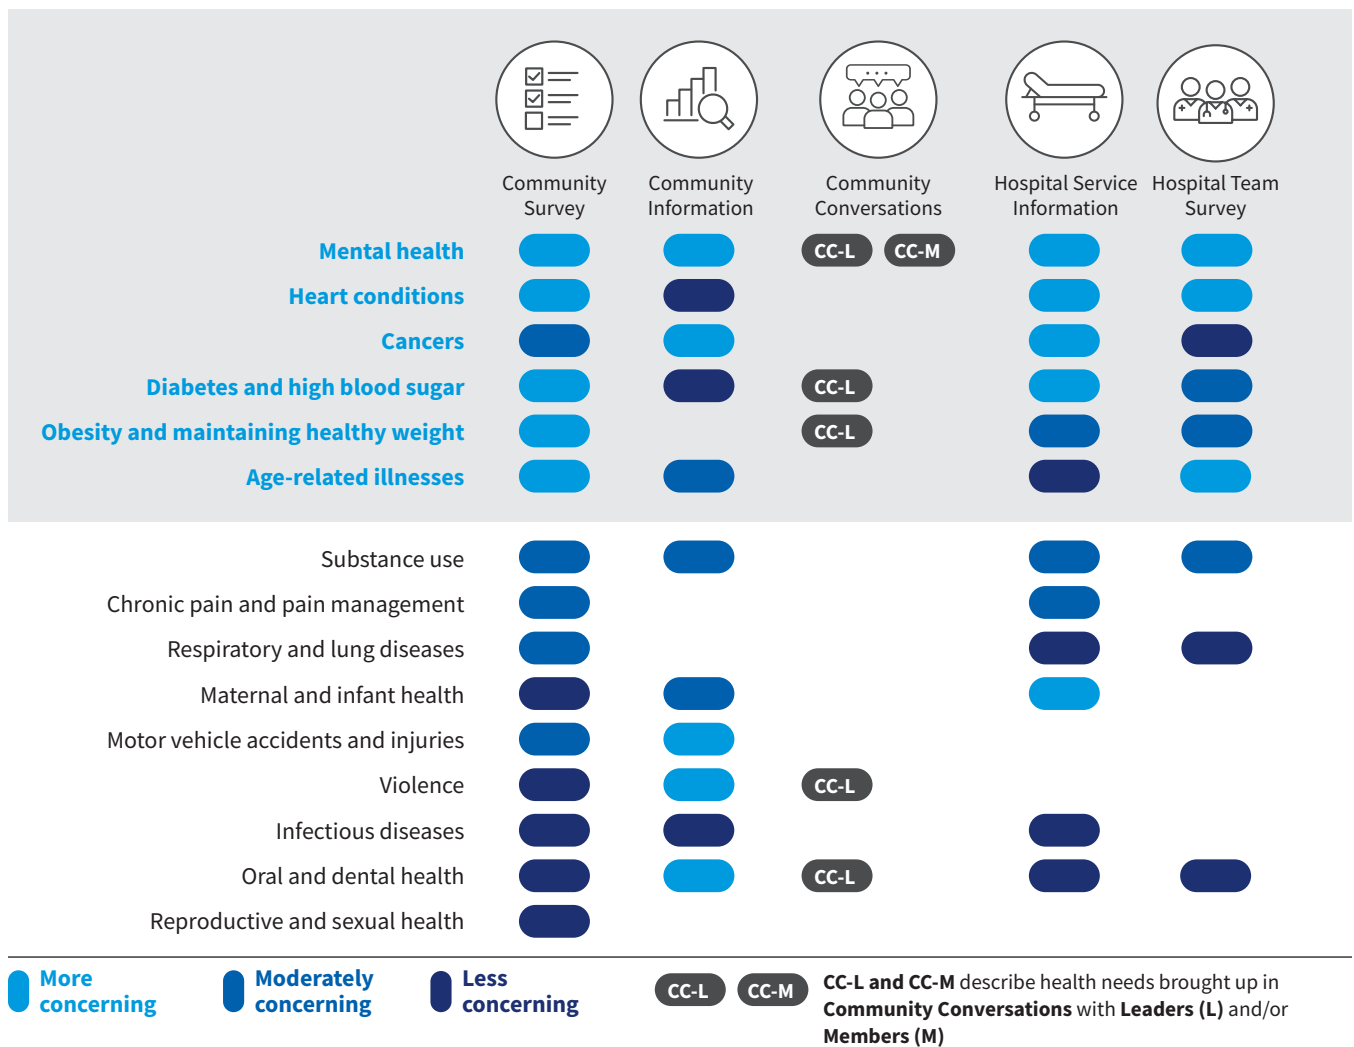 Community
Survey
Community
Information
Community
Conversations
Hospital Service
Information
Hospital Team
Survey
Mental health
CC-L CC-M
Heart conditions
Cancers
Diabetes and high blood sugar
CC-L
Obesity and maintaining healthy weight
CC-L
Age-related illnesses
Substance use
Chronic pain and pain management
Respiratory and lung diseases
Maternal and infant health
Motor vehicle accidents and injuries
Violence
CC-L
Infectious diseases
Oral and dental health
CC-L
Reproductive and sexual health
More
concerning
Moderately
concerning
Less
concerning
CC-L CC-M
CC-L and CC-M describe health needs brought up in
Community Conversations with Leaders (L) and/or
Members (M)